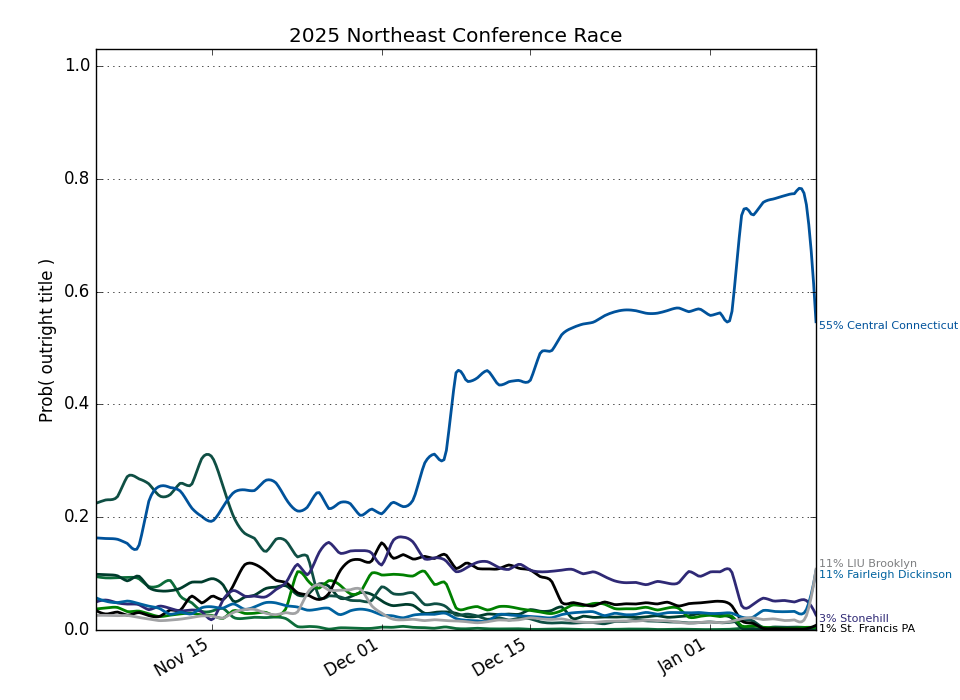 2025 Northeast Conference Race
Prob( outright title )
1.0
0.8
0.6
0.4
0.2
0.0
Nov 15
Dec 01
Dec 15
Jan 01
55% Central Connecticut
11% LIU Brooklyn
11% Fairleigh Dickinson
3% Stonehill
1% St. Francis PA